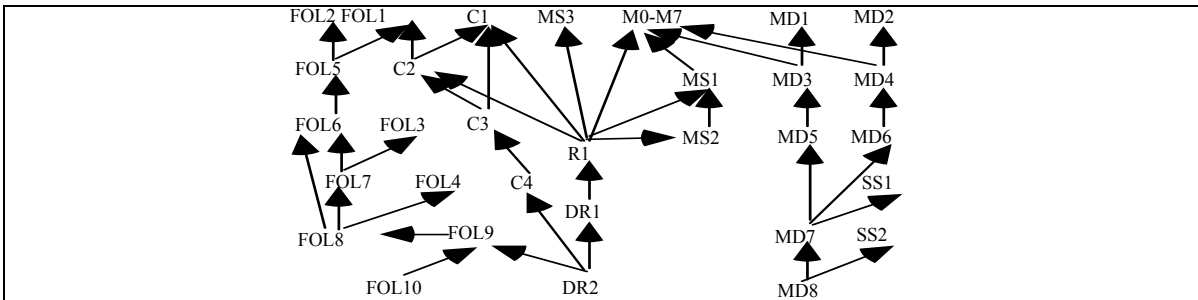 FOL2 FOL1 C1 MS3 M0-M7 MD1 MD2
FOL5 C2 MS1 MD3 MD4
FOL6 FOL3 C3 R1 MS2 MD5 MD6
FOL7 FOL4 C4 DR1 SS1
FOL8 FOL9 MD7 SS2
FOL10 DR2 MD8